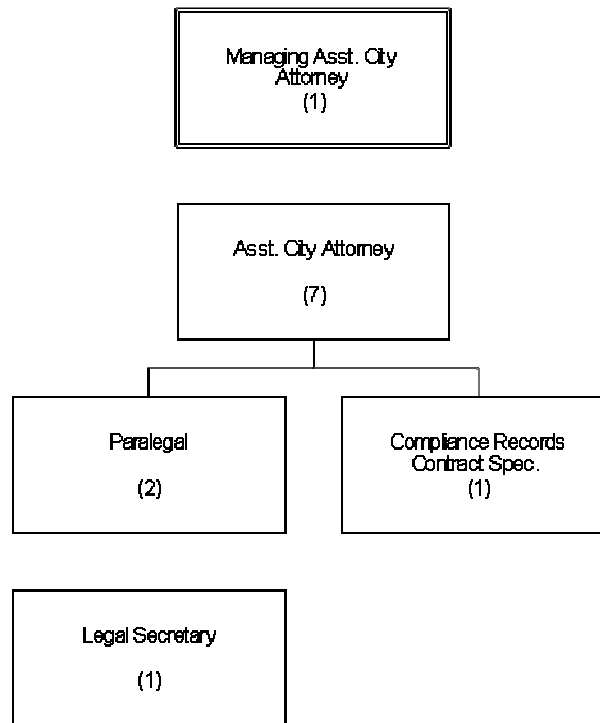 Managing Asst. City
Attorney
(1)
Asst. City Attorney
(7)
Paralegal
(2)
Compliance Records
Contract Spec.
(1)
Legal Secretary
(1)